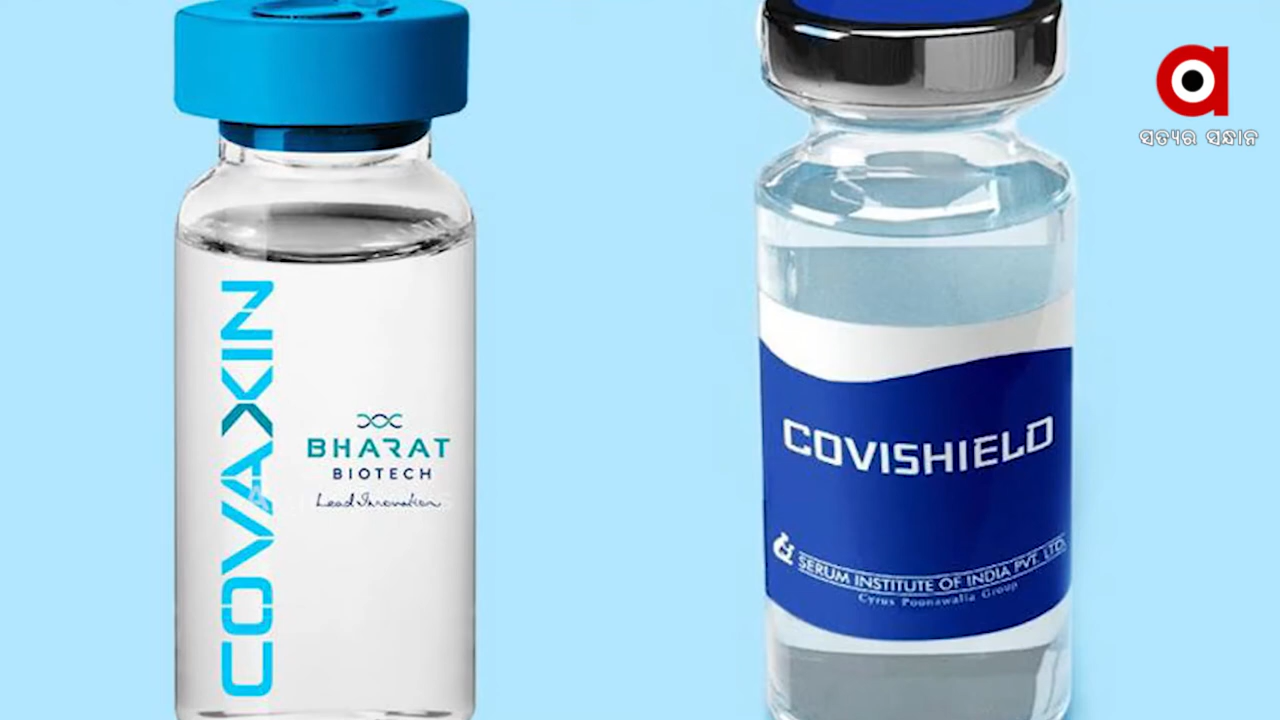 COVAXIN
BHARAT
BIOTECH
Lead Innovation
COVISHIELD
SERUM INSTITUTE OF INDIA PVT. LTD.
Cyrus Poonawalla Group
ସତ୍ୟର ସନ୍ଧାନ